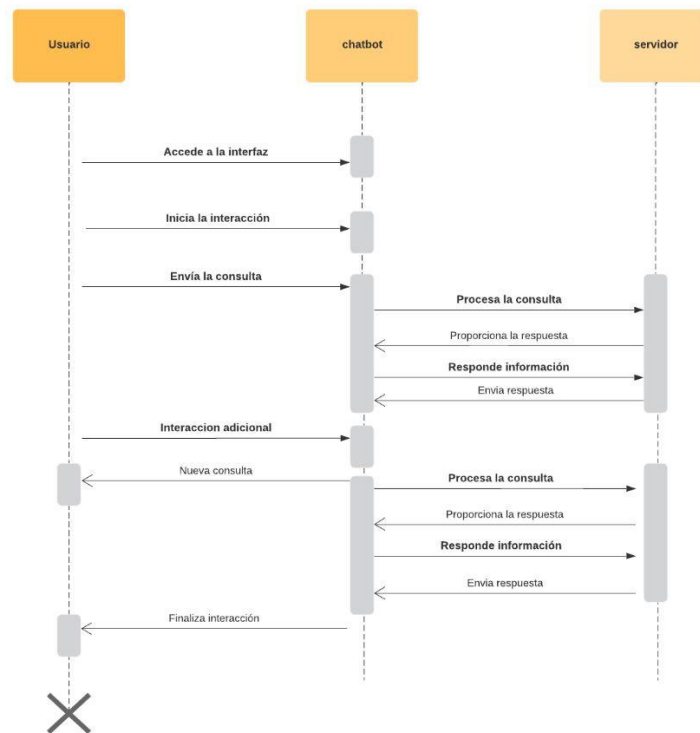 Usuario
chatbot
servidor
Accede a la interfaz
Inicia la interacción
Envía la consulta
Procesa la consulta
Proporciona la respuesta
Responde información
Envia respuesta
Interaccion adicional
Nueva consulta
Procesa la consulta
Proporciona la respuesta
Responde información
Envia respuesta
Finaliza interacción